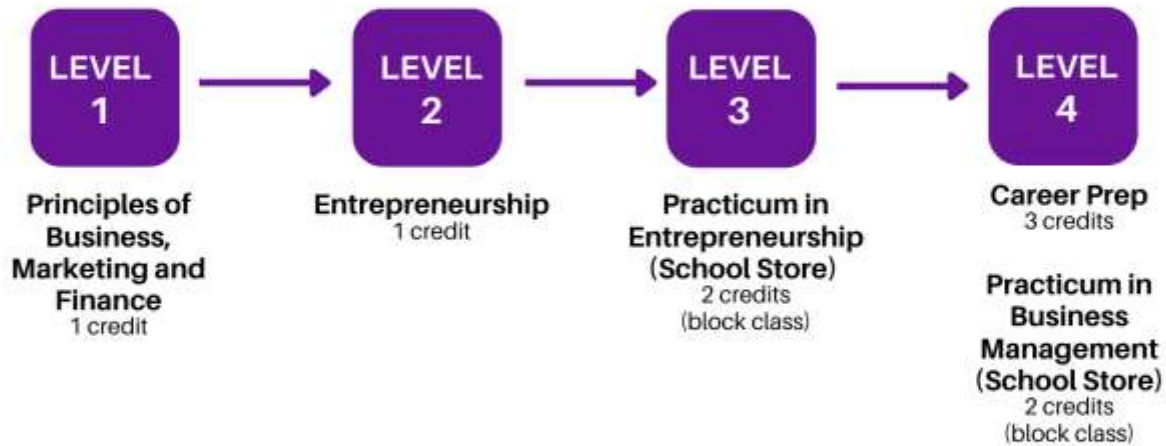 LEVEL
1
LEVEL
2
LEVEL
3
LEVEL
4
Principles of
Business,
Marketing and
Finance
1 credit
Entrepreneurship
1 credit
Practicum in
Entrepreneurship
(School Store)
2 credits
(block class)
Career Prep
3 credits
Practicum in
Business
Management
(School Store)
2 credits
(block class)